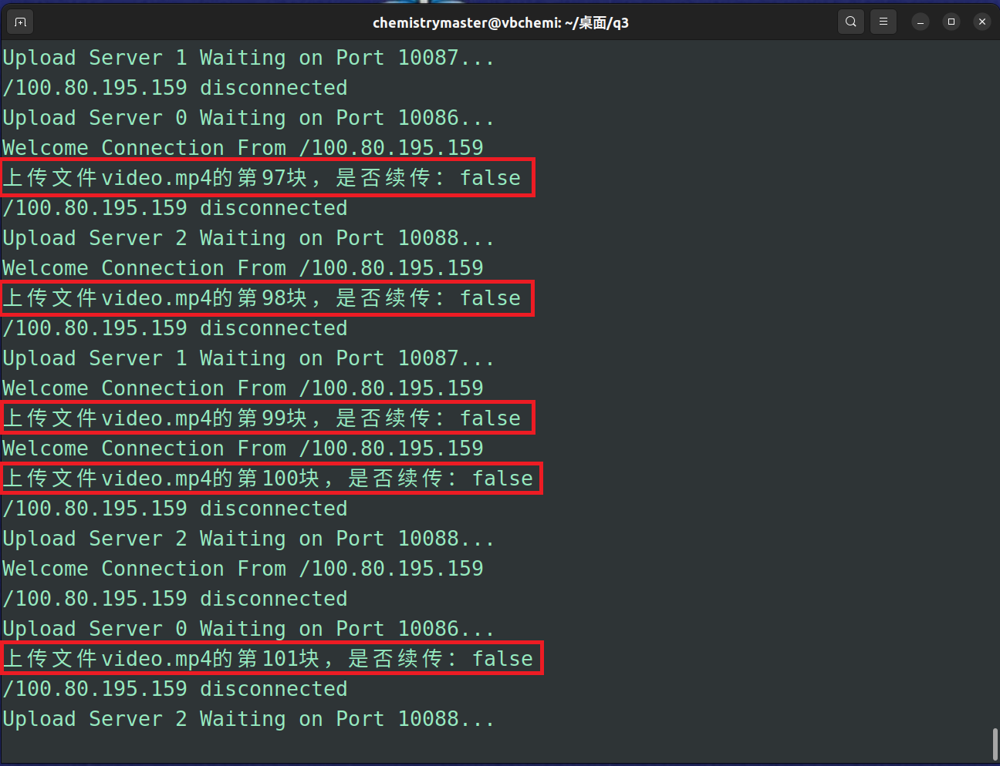 chemistrymaster@vbchemi: ~/桌面/q3
Upload Server 1 Waiting on Port 10087...
/100.80.195.159 disconnected
Upload Server 0 Waiting on Port 10086...
Welcome Connection From /100.80.195.159
上传文件video.mp4的第97块，是否续传：false
/100.80.195.159 disconnected
Upload Server 2 Waiting on Port 10088...
Welcome Connection From /100.80.195.159
上传文件video.mp4的第98块，是否续传：false
/100.80.195.159 disconnected
Upload Server 1 Waiting on Port 10087...
Welcome Connection From /100.80.195.159
上传文件video.mp4的第99块，是否续传：false
Welcome Connection From /100.80.195.159
上传文件video.mp4的第100块，是否续传：false
/100.80.195.159 disconnected
Upload Server 2 Waiting on Port 10088...
Welcome Connection From /100.80.195.159
/100.80.195.159 disconnected
Upload Server 0 Waiting on Port 10086...
上传文件video.mp4的第101块，是否续传：false
/100.80.195.159 disconnected
Upload Server 2 Waiting on Port 10088...